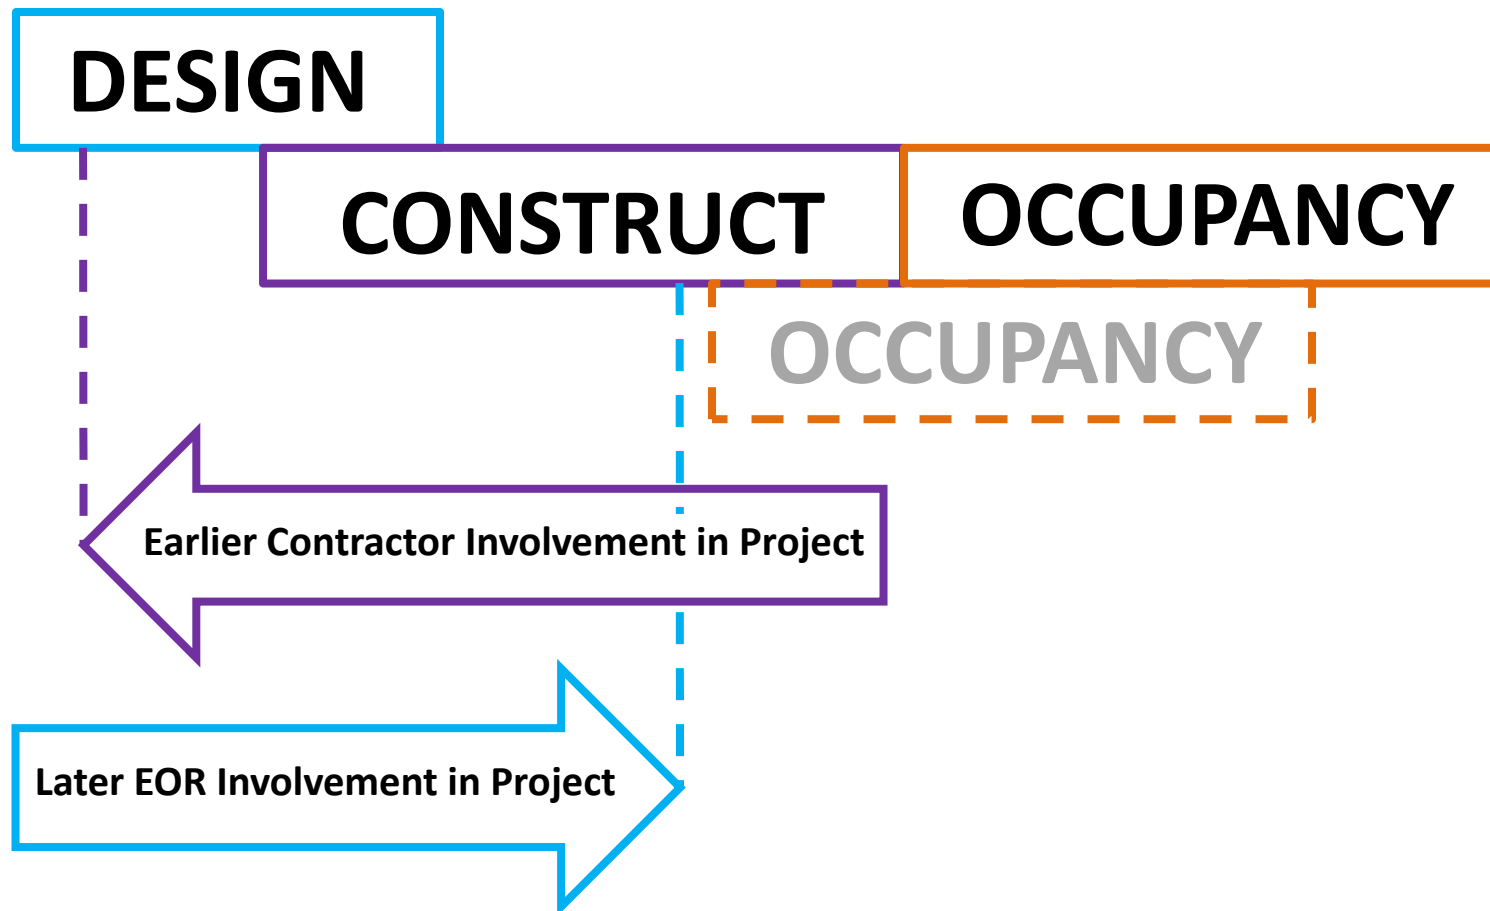 DESIGN
CONSTRUCT
OCCUPANCY
OCCUPANCY
Earlier Contractor Involvement in Project
Later EOR Involvement in Project